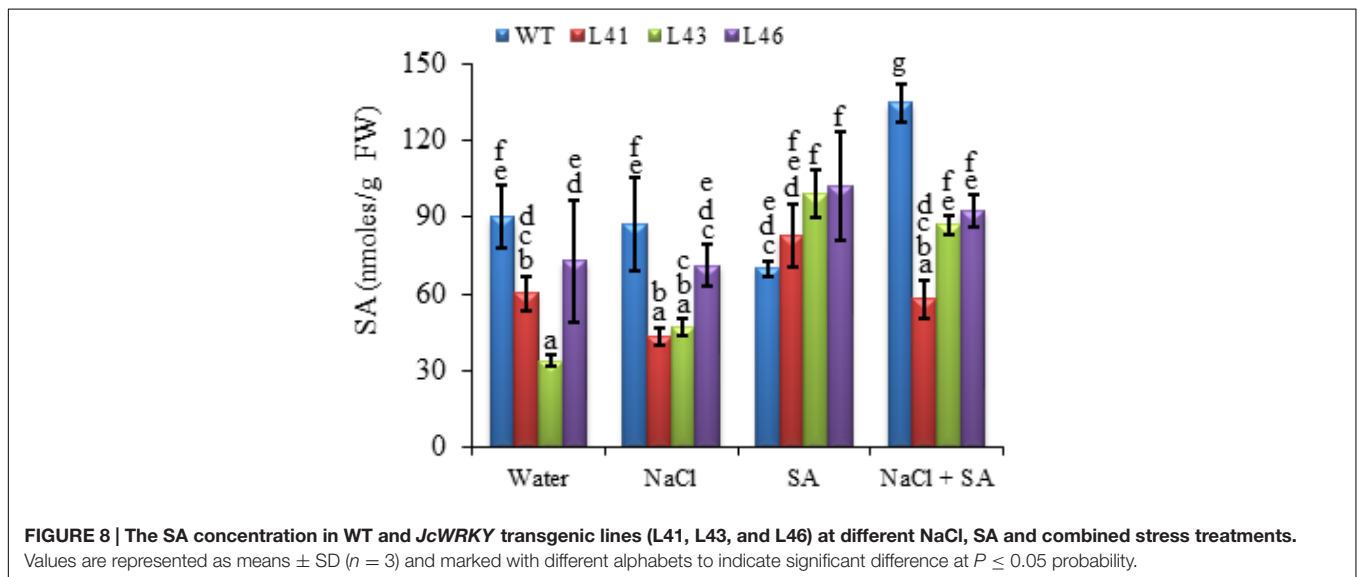 WT L41 L43 L46
SA (nmoles/g FW)
150
120
90
60
30
0
f
e
d
c
b
a
e
d
f
e
b
a
c
b
a
e
d
c
e
d
c
f
e
d
f
f
g
d
c
b
a
f
e
f
e
Water NaCl SA NaCl + SA
FIGURE 8 | The SA concentration in WT and JcWRKY transgenic lines (L41, L43, and L46) at different NaCl, SA and combined stress treatments.
Values are represented as means ± SD (n = 3) and marked with different alphabets to indicate significant difference at P ≤ 0.05 probability.